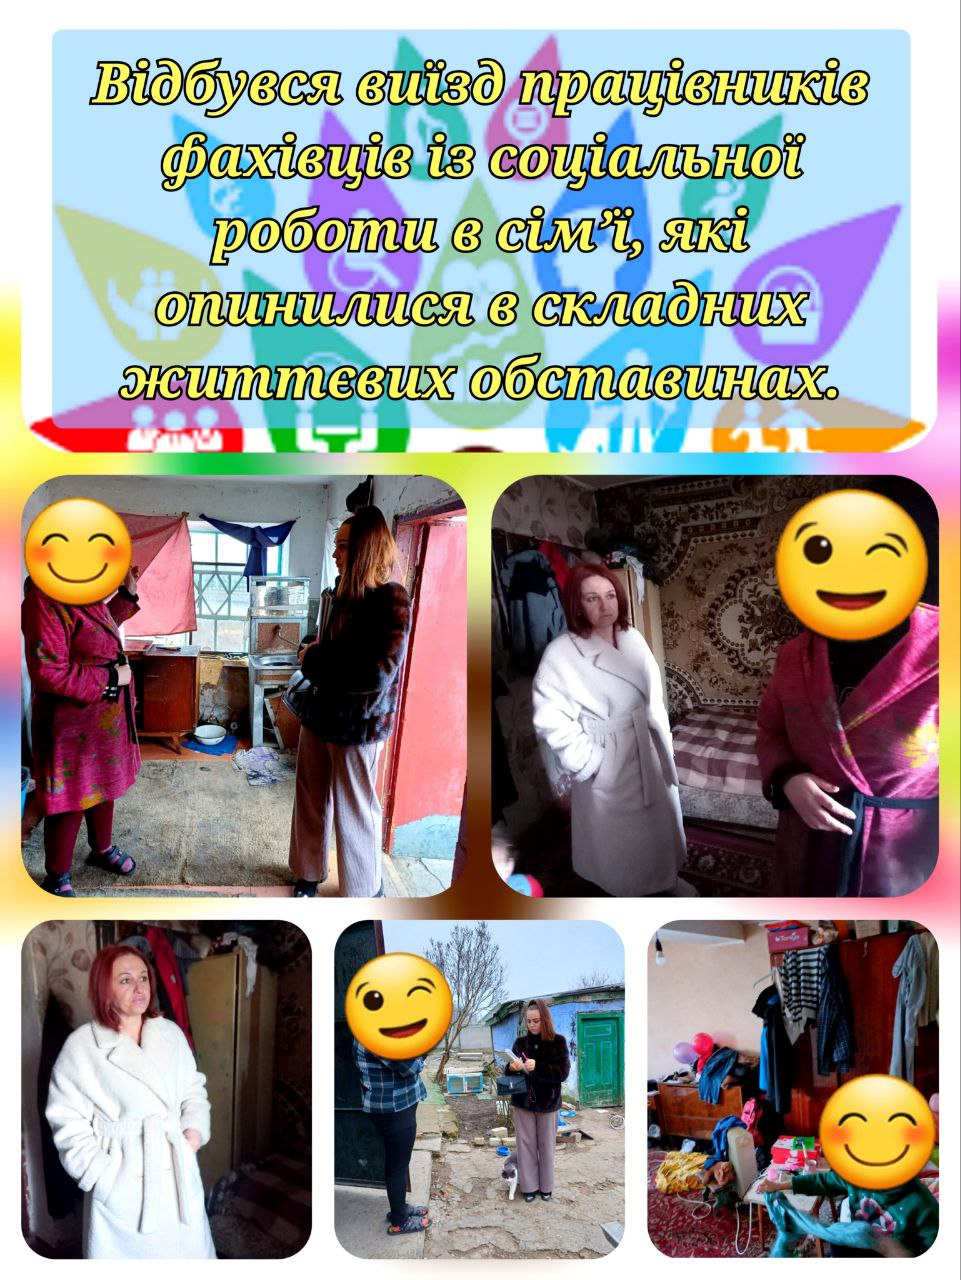 Відбувся виїзд працівників
фахівців із соціальної
роботи в сім’ї, які
опинилися в складних
життєвих обставинах.